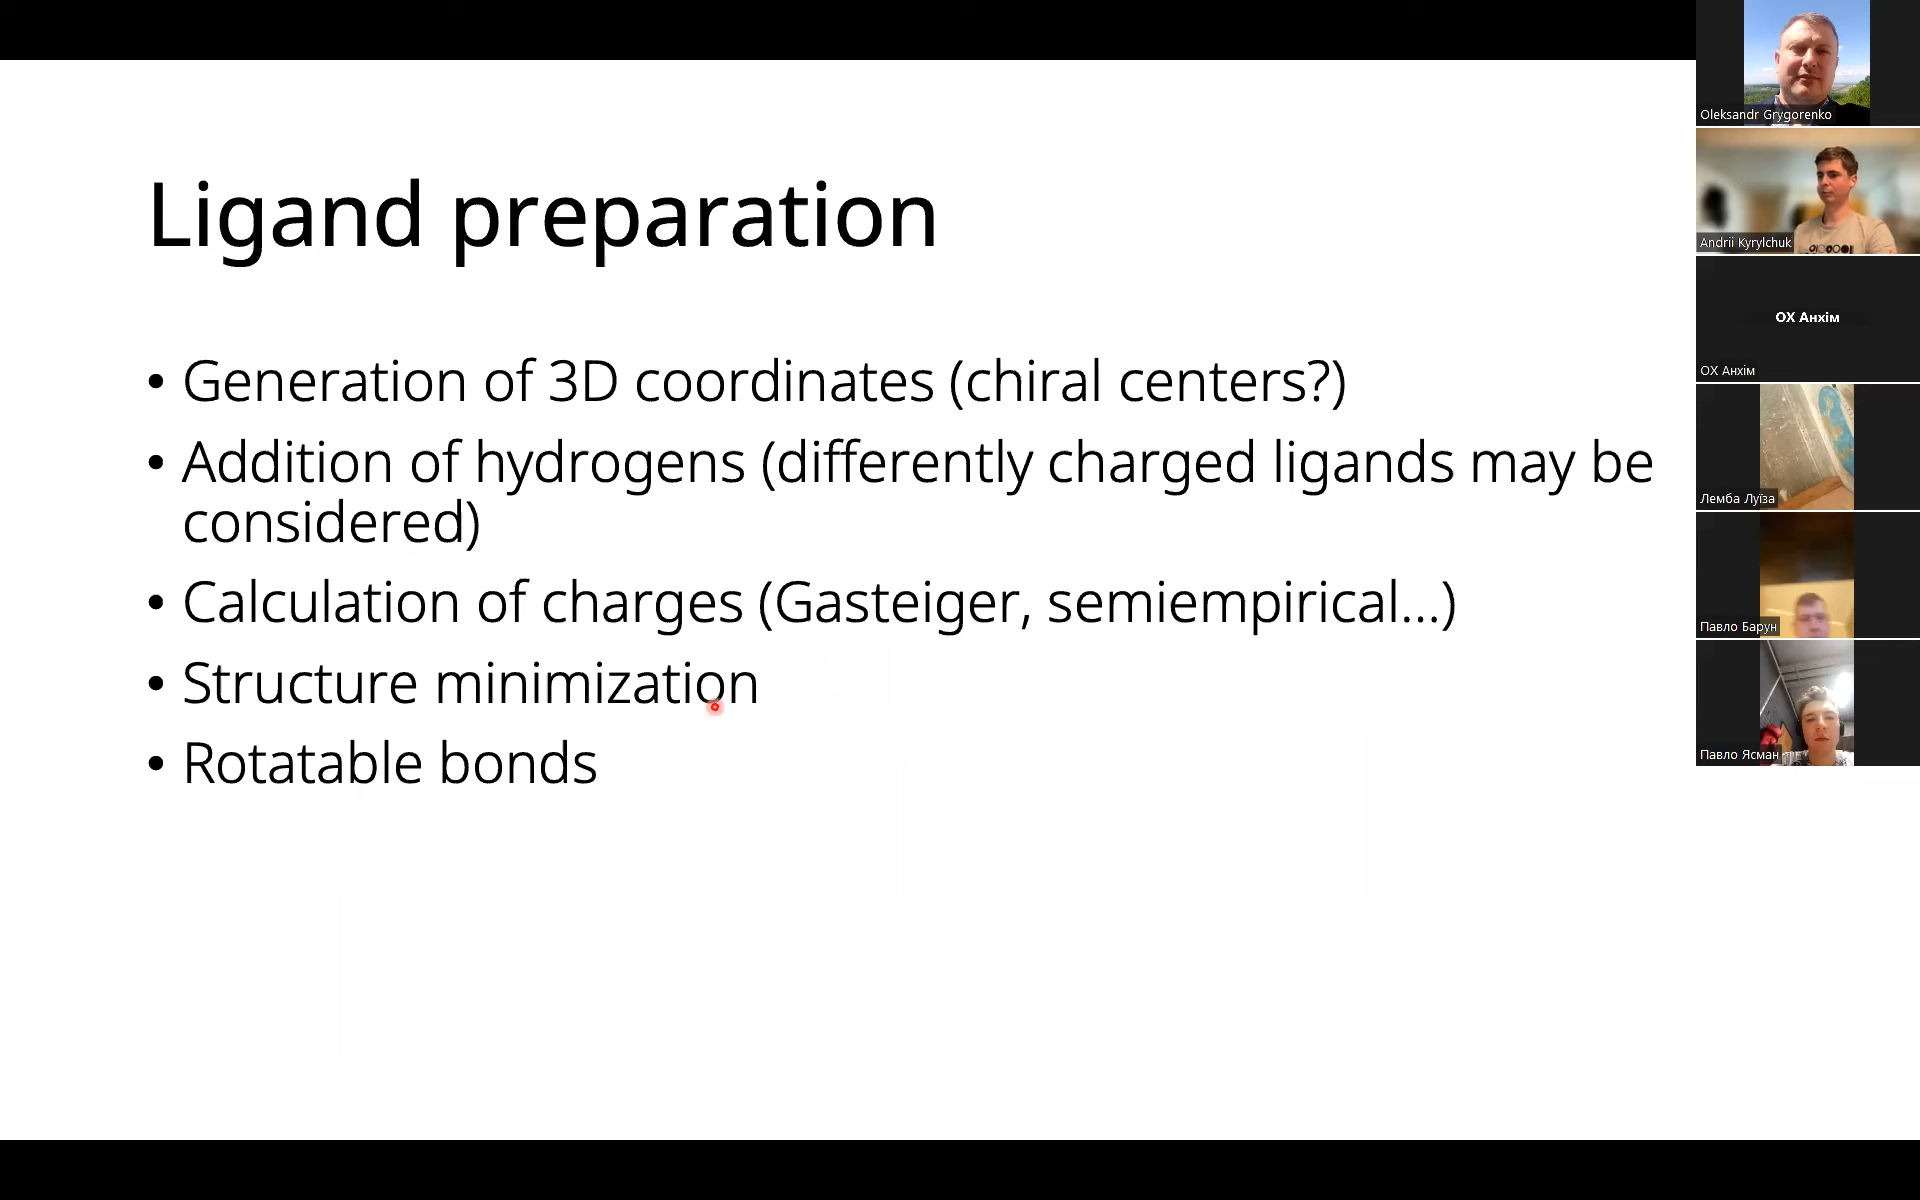 Ligand preparation
• Generation of 3D coordinates (chiral centers?)
• Addition of hydrogens (differently charged ligands may be
considered)
• Calculation of charges (Gasteiger, semiempirical...)
• Structure minimization
• Rotatable bonds
Oleksandr Grygorenko
Andrii Kyrylchuk
ОХ Анхім
ОХ Анхім
Лемба Луїза
Павло Барун
Павло Ясман